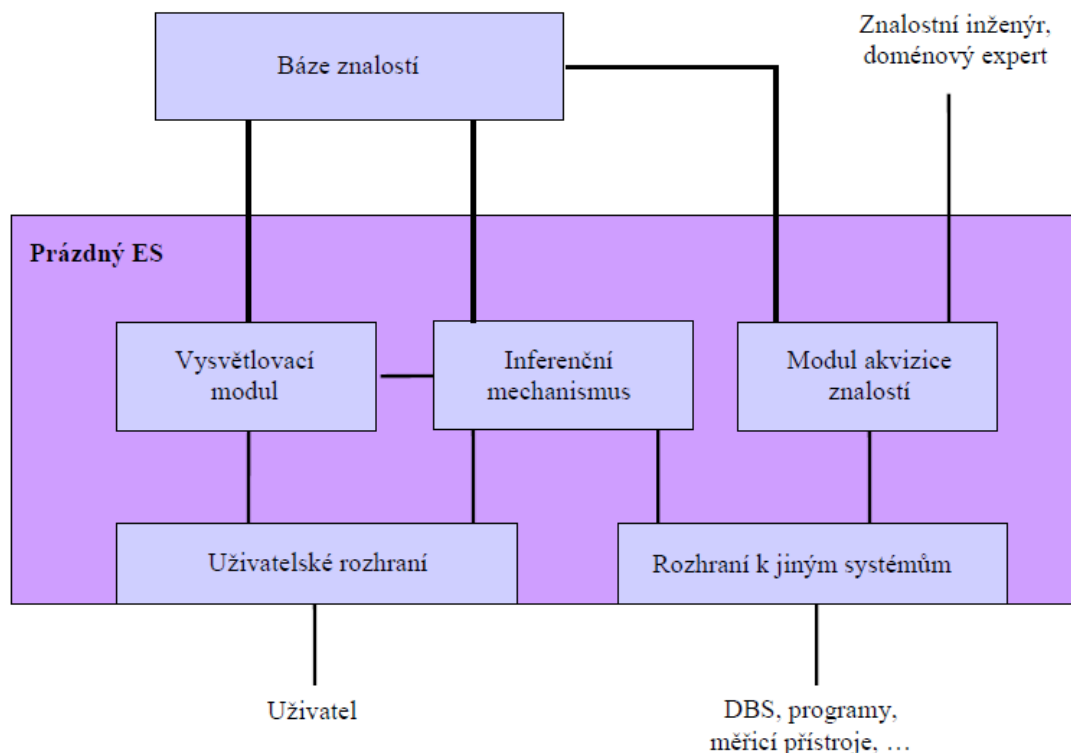 Znalostní inženýr,
doménový expert
Báze znalostí
Prázdný ES
Vysvětlovací
modul
Inferenční
mechanismus
Modul akvizice
znalostí
Uživatelské rozhraní
Rozhraní k jiným systémům
Uživatel
DBS, programy,
měřicí přístroje, …